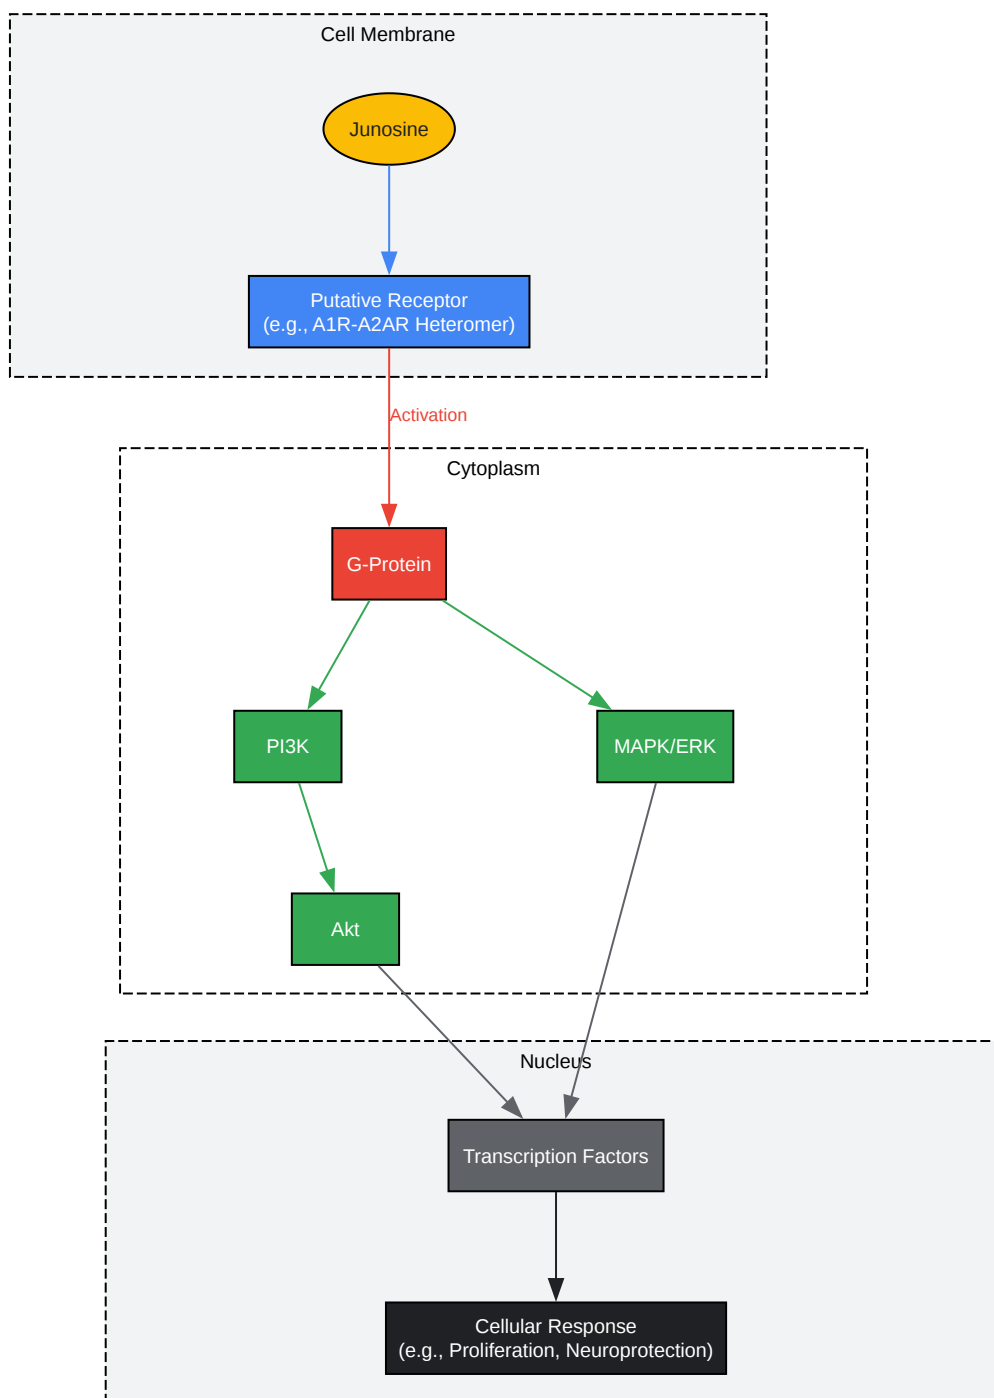 Cell Membrane
Junosine
Putative Receptor
(e.g., A1R-A2AR Heteromer)
Activation
Cytoplasm
G-Protein
PI3K
MAPK/ERK
Akt
Nucleus
Transcription Factors
Cellular Response
(e.g., Proliferation, Neuroprotection)